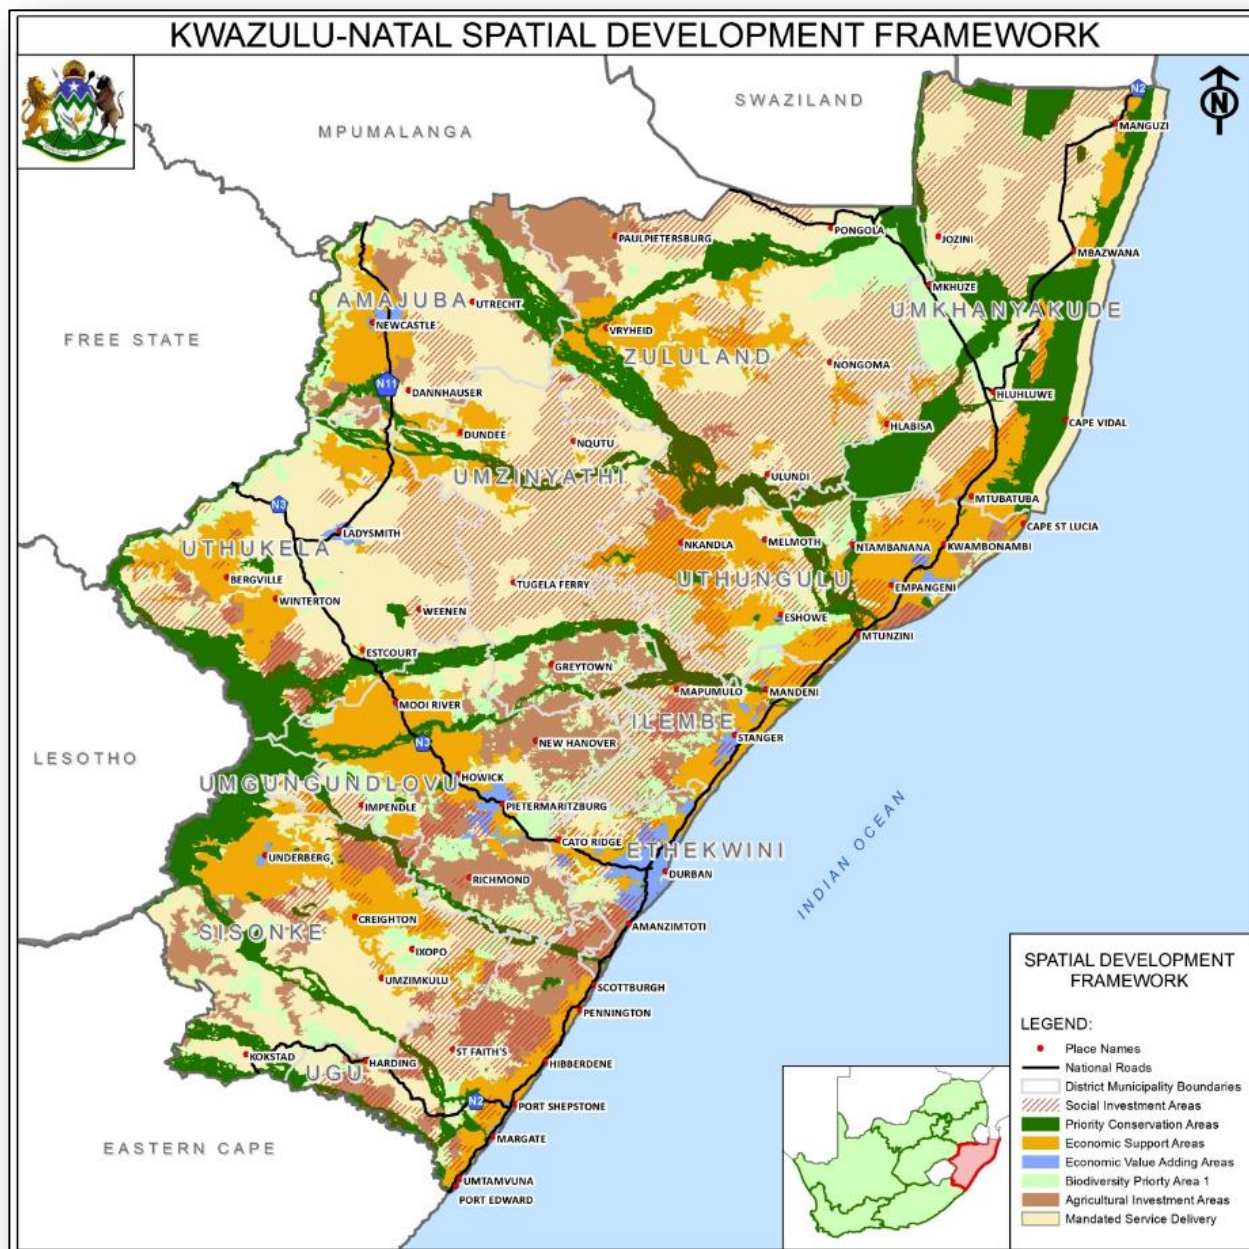 KWAZULU-NATAL SPATIAL DEVELOPMENT FRAMEWORK
SWAZILAND
MPUMALANGA
N
N2
MANGUZI
PAULPIETERSBURG
PONGOLA
JOZINI
MBAZWANA
MKHUZE
AMAJUBA
UTRECHT
UMKHANYAKUDE
NEWCASTLE
VRYHEID
FREE STATE
ZULULAND
NONGOMA
N11
DANNHAUSER
HLUHLUWE
CAPE VIDAL
HLABISA
DUNDEE
NQUTU
UMZINYATHI
ULUNDI
MTUBATUBA
N3
CAPE ST LUCIA
LADYSMITH
NKANDLA
MELMOTH
NTAMBANANA
KWAMBONAMBI
UTHUKELA
BERGVILLE
TUGELA FERRY
UTHUNGULU
EMPANGENI
WINTERTON
WEENEN
ESHOWE
MTUNZINI
ESTCOURT
GREYTOWN
MAPUMULO
MANDENI
MOOI RIVER
ILEMBE
STANGER
N3
NEW HANOVER
LESOTHO
HOWICK
UMGUNGUNDLOVU
IMPENDLE
PIETERMARITZBURG
CATO RIDGE
ETHEKWINI
UNDERBERG
DURBAN
RICHMOND
INDIAN OCEAN
CREIGHTON
AMANZIMTOTI
SISONKE
IXOPO
UMZIMKULU
SCOTTBURGH
PENNINGTON
ST FAITH'S
KOKSTAD
HARDING
HIBBERDENE
UGU
N2
PORT SHEPSTONE
MARGATE
EASTERN CAPE
UMTAMVUNA
PORT EDWARD
SPATIAL DEVELOPMENT
FRAMEWORK
LEGEND:
Place Names
National Roads
District Municipality Boundaries
Social Investment Areas
Priority Conservation Areas
Economic Support Areas
Economic Value Adding Areas
Biodiversity Priorty Area 1
Agricultural Investment Areas
Mandated Service Delivery